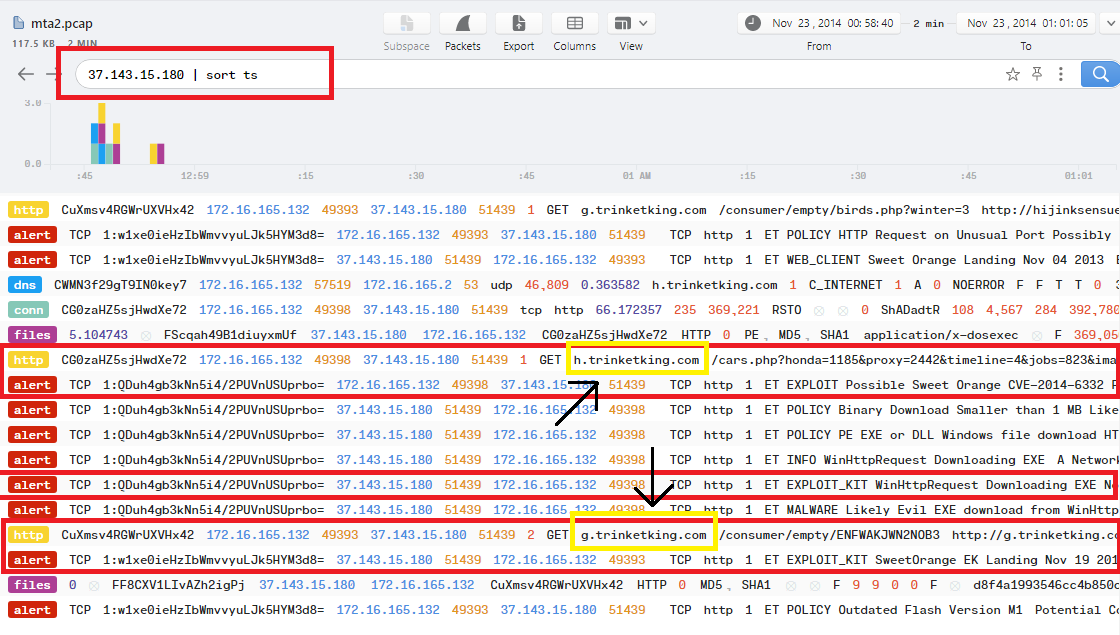 mta2.pcap
117.5 KB 2 MIN
Subspace Packets Export Columns View
Nov 23, 2014 00:58:40 2 min Nov 23, 2014 01:01:05
From To
37.143.15.180 | sort ts
3.0
0.0
:45 12:59 :15 :30 :45 01 AM :15 :30 :45 01:01
http CuXmsv4RGWrUXVHx42 172.16.165.132 49393 37.143.15.180 51439 1 GET g.trinketking.com /consumer/empty/birds.php?winter=3 http://hijinksensue
alert TCP 1:w1xe0ieHzIbWmvvyuLJk5HYM3d8= 172.16.165.132 49393 37.143.15.180 51439 TCP http 1 ET POLICY HTTP Request on Unusual Port Possibly
alert TCP 1:w1xe0ieHzIbWmvvyuLJk5HYM3d8= 37.143.15.180 51439 172.16.165.132 49393 TCP http 1 ET WEB_CLIENT Sweet Orange Landing Nov 04 2013
dns CWMN3f29gT9IN0key7 172.16.165.132 57519 172.16.165.2 53 udp 46,809 0.363582 h.trinketking.com 1 C_INTERNET 1 A 0 NOERROR F F T T 0
conn CG0zaHZ5sjHwdXe72 172.16.165.132 49398 37.143.15.180 51439 tcp http 66.172357 235 369,221 RSTO 0 ShADadtR 108 4,567 284 392,780
files 5.104743 FScqah49B1diuyxmUf 37.143.15.180 172.16.165.132 CG0zaHZ5sjHwdXe72 HTTP 0 PE, MD5, SHA1 application/x-dosexec F 369,05
http CG0zaHZ5sjHwdXe72 172.16.165.132 49398 37.143.15.180 51439 1 GET h.trinketking.com /cars.php?honda=1185&proxy=2442&timeline=4&jobs=823&ima
alert TCP 1:QDuh4gb3kNn5i4/2PUVnUSUprbo= 172.16.165.132 49398 37.143.15.180 51439 TCP http 1 ET EXPLOIT Possible Sweet Orange CVE-2014-6332 P
alert TCP 1:QDuh4gb3kNn5i4/2PUVnUSUprbo= 37.143.15.180 51439 172.16.165.132 49398 TCP http 1 ET POLICY Binary Download Smaller than 1 MB Like
alert TCP 1:QDuh4gb3kNn5i4/2PUVnUSUprbo= 37.143.15.180 51439 172.16.165.132 49398 TCP http 1 ET POLICY PE EXE or DLL Windows file download HT
alert TCP 1:QDuh4gb3kNn5i4/2PUVnUSUprbo= 37.143.15.180 51439 172.16.165.132 49398 TCP http 1 ET INFO WinHttpRequest Downloading EXE A Network
alert TCP 1:QDuh4gb3kNn5i4/2PUVnUSUprbo= 37.143.15.180 51439 172.16.165.132 49398 TCP http 1 ET EXPLOIT_KIT WinHttpRequest Downloading EXE No
alert TCP 1:QDuh4gb3kNn5i4/2PUVnUSUprbo= 37.143.15.180 51439 172.16.165.132 49398 TCP http 1 ET MALWARE Likely Evil EXE download from WinHttp
http CuXmsv4RGWrUXVHx42 172.16.165.132 49393 37.143.15.180 51439 2 GET g.trinketking.com /consumer/empty/ENFWAKJWN2NOB3 http://g.trinketking.co
alert TCP 1:w1xe0ieHzIbWmvvyuLJk5HYM3d8= 37.143.15.180 51439 172.16.165.132 49393 TCP http 1 ET EXPLOIT_KIT SweetOrange EK Landing Nov 19 201
files 0 FF8CXV1LIvAZh2igPj 37.143.15.180 172.16.165.132 CuXmsv4RGWrUXVHx42 HTTP 0 MD5, SHA1 F 9 9 0 0 F d8f4a1993546cc4b850c
alert TCP 1:w1xe0ieHzIbWmvvyuLJk5HYM3d8= 172.16.165.132 49393 37.143.15.180 51439 TCP http 1 ET POLICY Outdated Flash Version M1 Potential Co